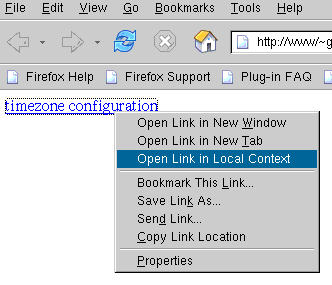 File Edit View Go Bookmarks Tools Help
http://www/~g
Firefox Help Firefox Support Plug-in FAQ
timezone configuration
Open Link in New Window
Open Link in New Tab
Open Link in Local Context
Bookmark This Link...
Save Link As...
Send Link...
Copy Link Location
Properties